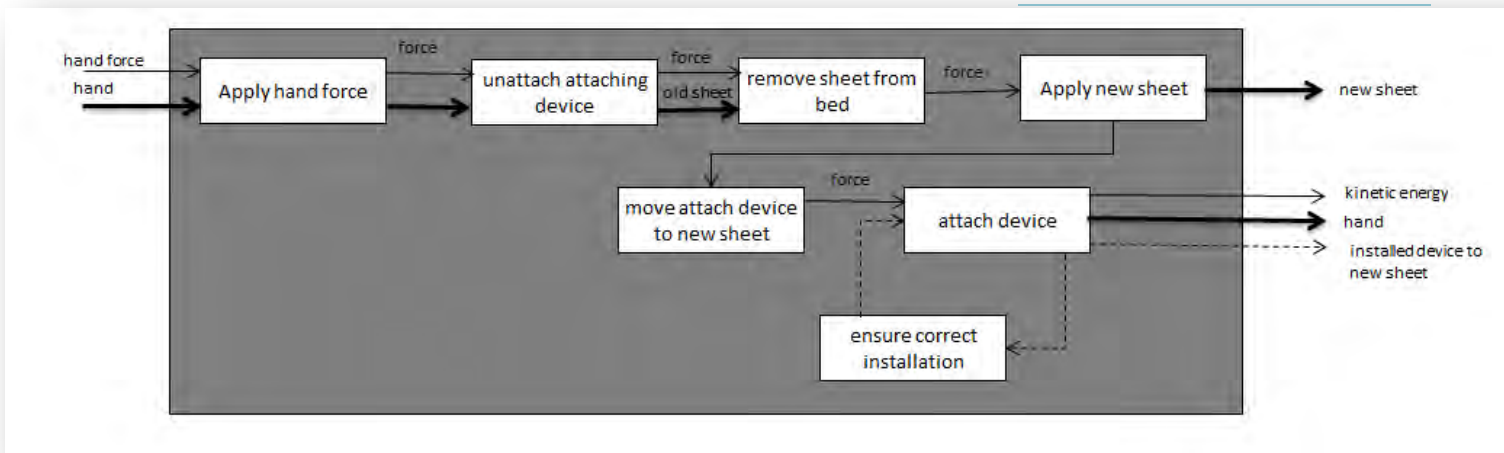 hand force
hand
Apply hand force
force
unattach attaching
device
force
old sheet
remove sheet from
bed
force
Apply new sheet
new sheet
move attach device
to new sheet
force
attach device
kinetic energy
hand
installed device to
new sheet
ensure correct
installation